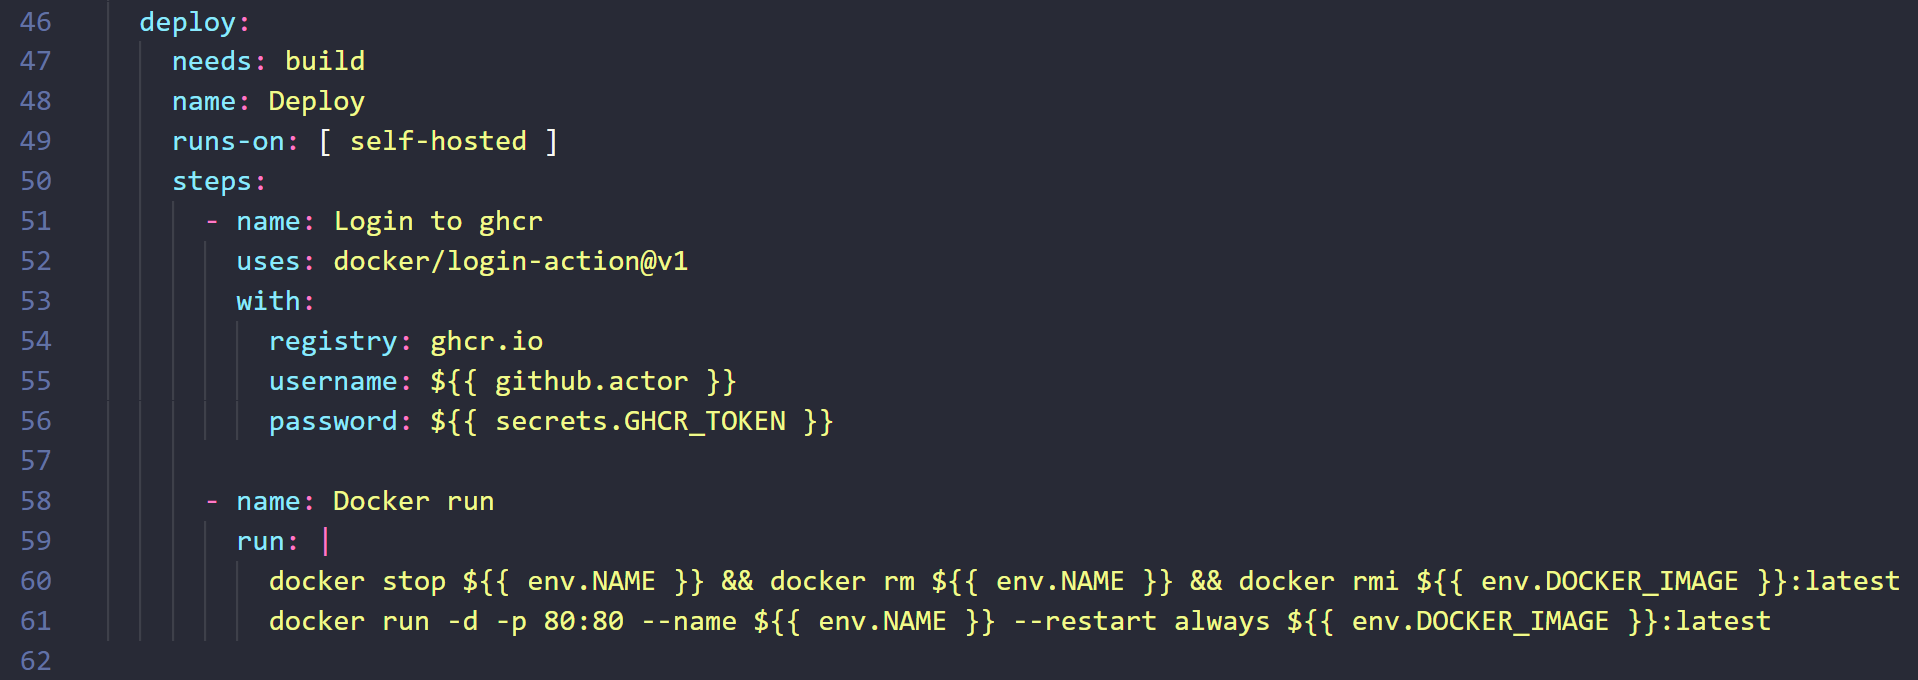 46 deploy:
47 needs: build
48 name: Deploy
49 runs-on: [ self-hosted ]
50 steps:
51 - name: Login to ghcr
52 uses: docker/login-action@v1
53 with:
54 registry: ghcr.io
55 username: ${{ github.actor }}
56 password: ${{ secrets.GHCR_TOKEN }}
57
58 - name: Docker run
59 run: |
60 docker stop ${{ env.NAME }} && docker rm ${{ env.NAME }} && docker rmi ${{ env.DOCKER_IMAGE }}:latest
61 docker run -d -p 80:80 --name ${{ env.NAME }} --restart always ${{ env.DOCKER_IMAGE }}:latest
62